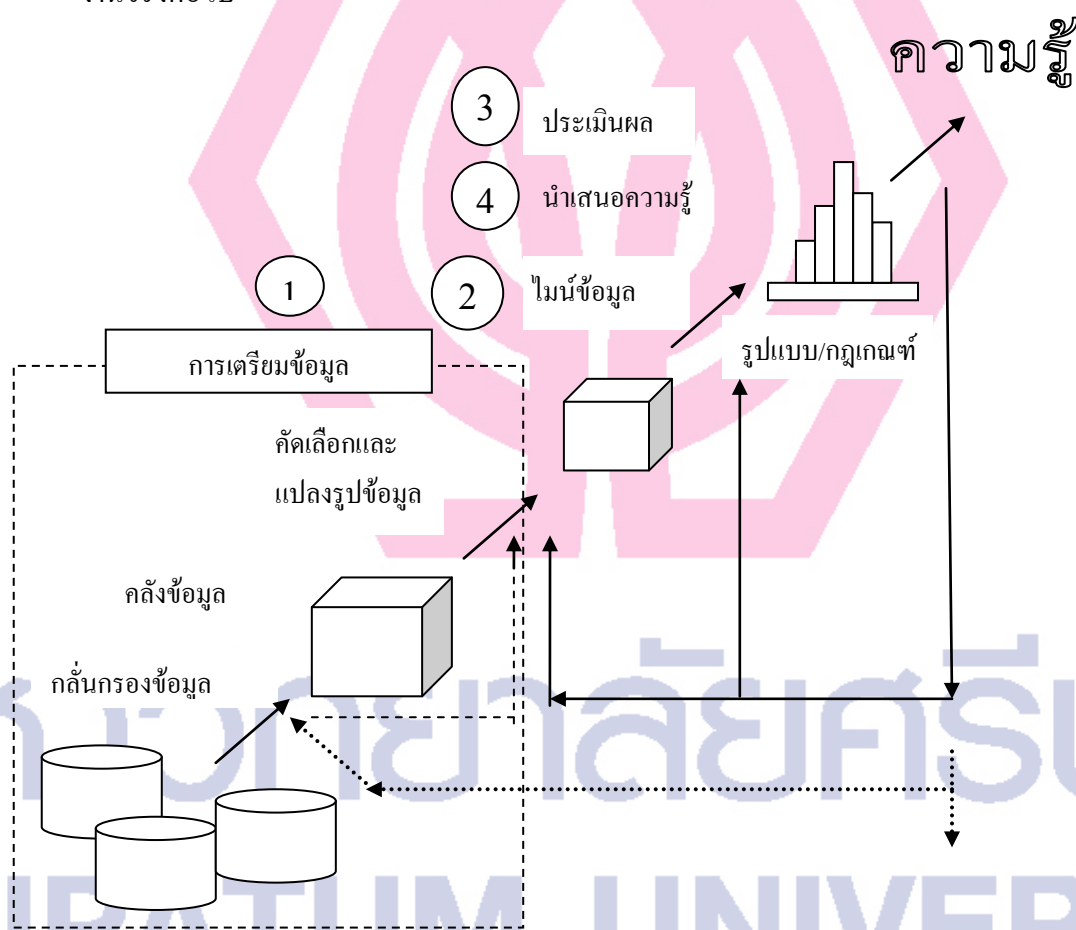 ความรู้
3 ประเมินผล
4 นำเสนอความรู้
1
2 ไมน์ข้อมูล
รูปแบบ/กฎเกณฑ์
การเตรียมข้อมูล
คัดเลือกและ
แปลงรูปข้อมูล
คลังข้อมูล
กลั่นกรองข้อมูล